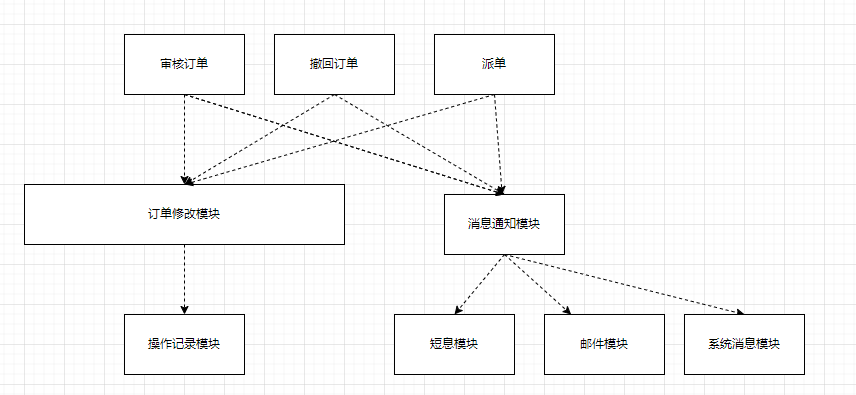 审核订单
撤回订单
派单
订单修改模块
消息通知模块
操作记录模块
短息模块
邮件模块
系统消息模块